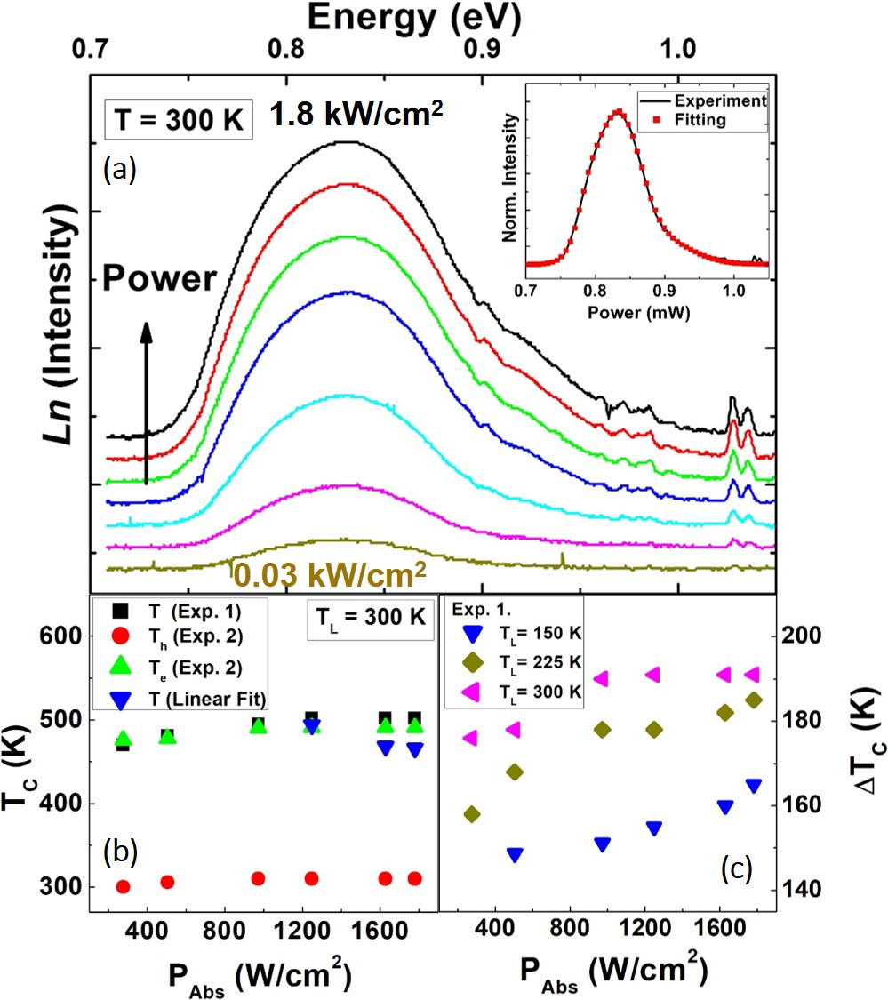 Energy (eV)
0.7 0.8 0.9 1.0
T = 300 K
1.8 kW/cm²
(a)
Power
Ln (Intensity)
0.03 kW/cm²
Experiment
Fitting
Norm. Intensity
0.7 0.8 0.9 1.0
Power (mW)
T (Exp. 1)
Th (Exp. 2)
Te (Exp. 2)
T (Linear Fit)
TL = 300 K
600
500
400
300
TC (K)
(b)
400 800 1200 1600
PAbs (W/cm²)
Exp. 1.
TL= 150 K
TL= 225 K
TL= 300 K
200
180
160
140
ΔTC (K)
(c)
400 800 1200 1600
PAbs (W/cm²)